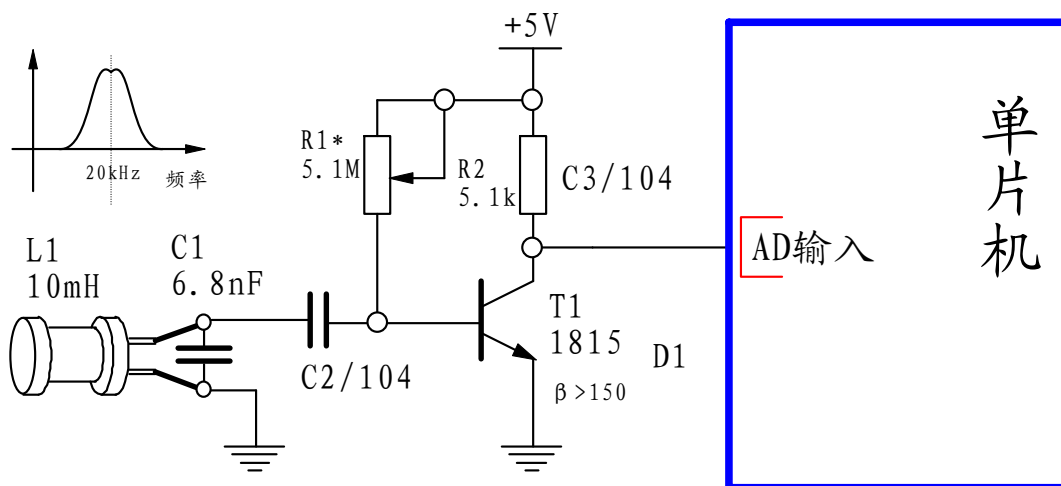 +5V
R1*
5.1M
R2
5.1k
C3/104
20kHz
频率
单片机
AD输入
L1
10mH
C1
6.8nF
C2/104
T1
1815
D1
β>150